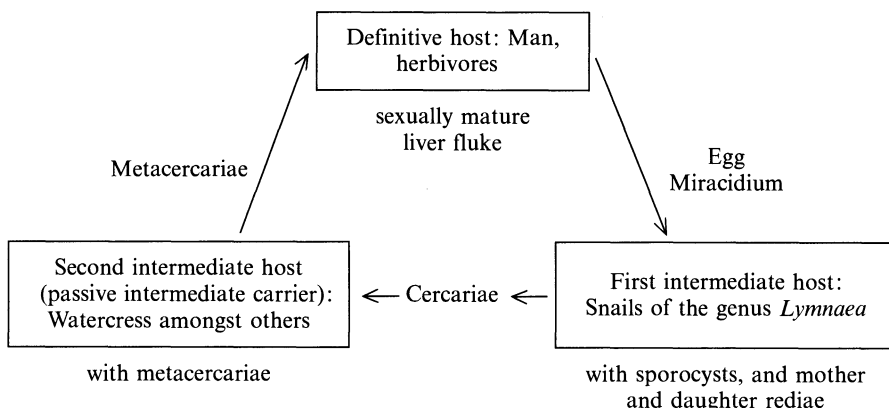 Definitive host: Man,
herbivores
sexually mature
liver fluke
Metacercariae
Egg
Miracidium
Second intermediate host
(passive intermediate carrier):
Watercress amongst others
Cercariae
First intermediate host:
Snails of the genus Lymnaea
with metacercariae
with sporocysts, and mother
and daughter rediae